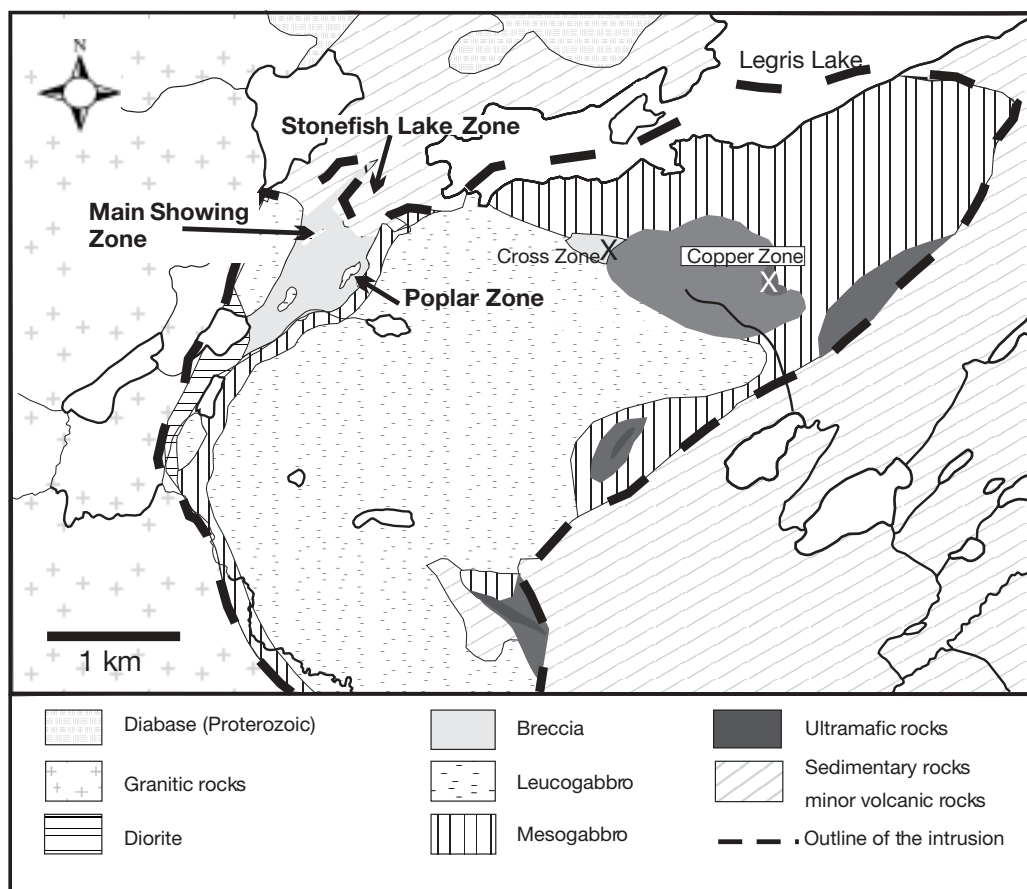 N
Legris Lake
Stonefish Lake Zone
Main Showing
Zone
Cross Zone
X
Copper Zone
X
Poplar Zone
1 km
Diabase (Proterozoic)
Breccia
Ultramafic rocks
Granitic rocks
Leucogabbro
Sedimentary rocks
minor volcanic rocks
Diorite
Mesogabbro
Outline of the intrusion